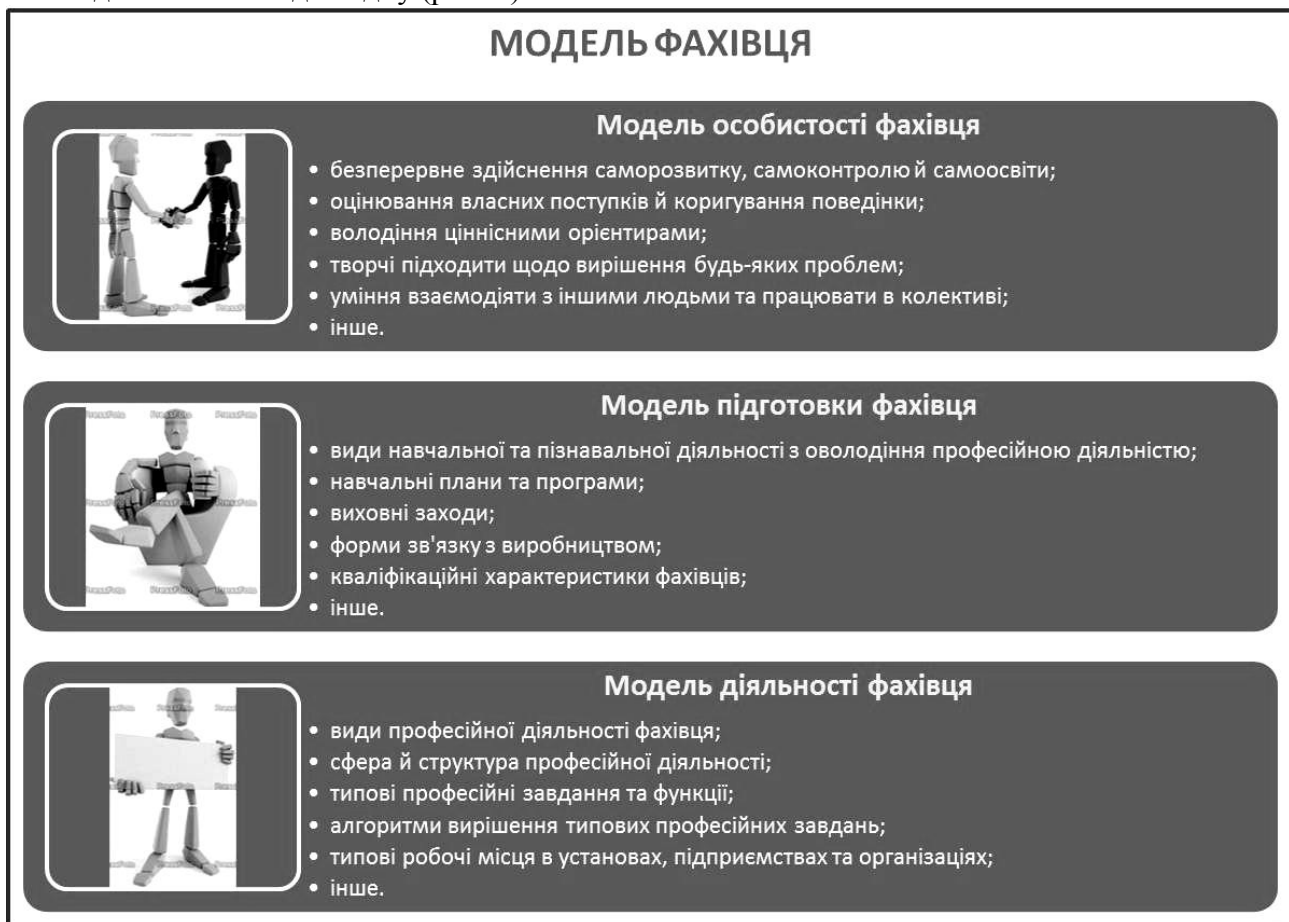 МОДЕЛЬ ФАХІВЦЯ
Модель особистості фахівця
• безперервне здійснення саморозвитку, самоконтролю й самоосвіти;
• оцінювання власних поступків й коригування поведінки;
• володіння ціннісними орієнтирами;
• творчі підходити щодо вирішення будь-яких проблем;
• уміння взаємодіяти з іншими людьми та працювати в колективі;
• інше.
Модель підготовки фахівця
PressFoto PressFoto PressFoto
• види навчальної та пізнавальної діяльності з оволодіння професійною діяльністю;
• навчальні плани та програми;
• виховні заходи;
• форми зв'язку з виробництвом;
• кваліфікаційні характеристики фахівців;
• інше.
Модель діяльності фахівця
• види професійної діяльності фахівця;
• сфера й структура професійної діяльності;
• типові професійні завдання та функції;
• алгоритми вирішення типових професійних завдань;
• типові робочі місця в установах, підприємствах та організаціях;
• інше.